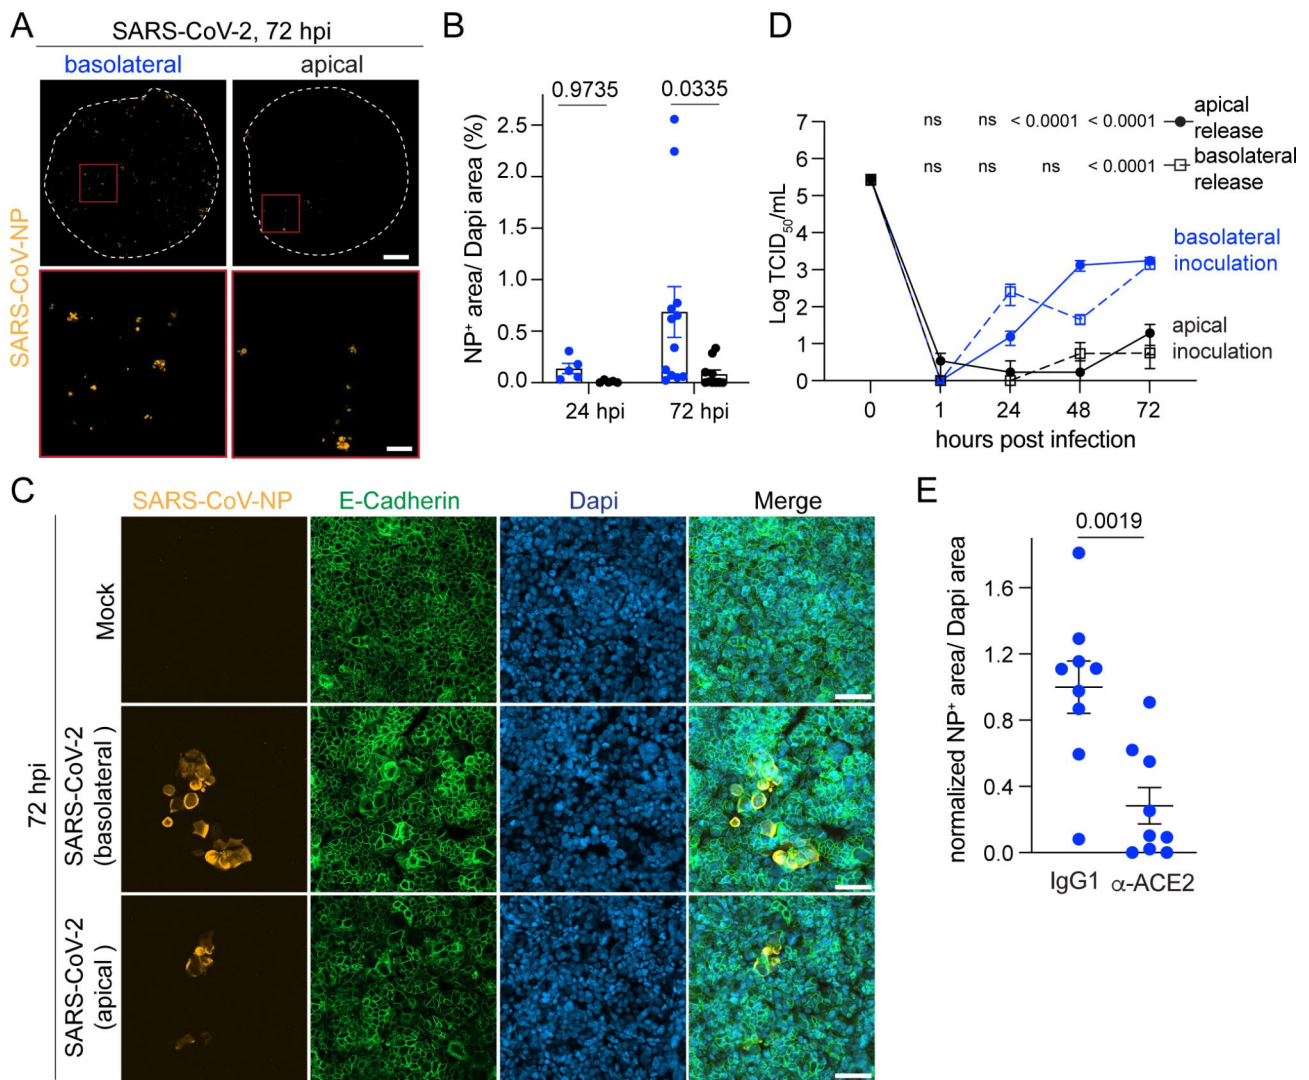 A
SARS-CoV-2, 72 hpi
basolateral
apical
SARS-CoV-NP
B
0.9735
0.0335
NP⁺ area/ Dapi area (%)
2.5
2.0
1.5
1.0
0.5
0.0
24 hpi
72 hpi
D
ns ns < 0.0001 < 0.0001
apical
release
ns ns ns < 0.0001
basolateral
release
Log TCID₅₀/mL
7
6
5
4
3
2
1
0
basolateral
inoculation
apical
inoculation
0 1 24 48 72
hours post infection
C
SARS-CoV-NP
E-Cadherin
Dapi
Merge
72 hpi
Mock
SARS-CoV-2
(basolateral )
SARS-CoV-2
(apical )
E
0.0019
normalized NP⁺ area/ Dapi area
1.6
1.2
0.8
0.4
0.0
IgG1
α-ACE2